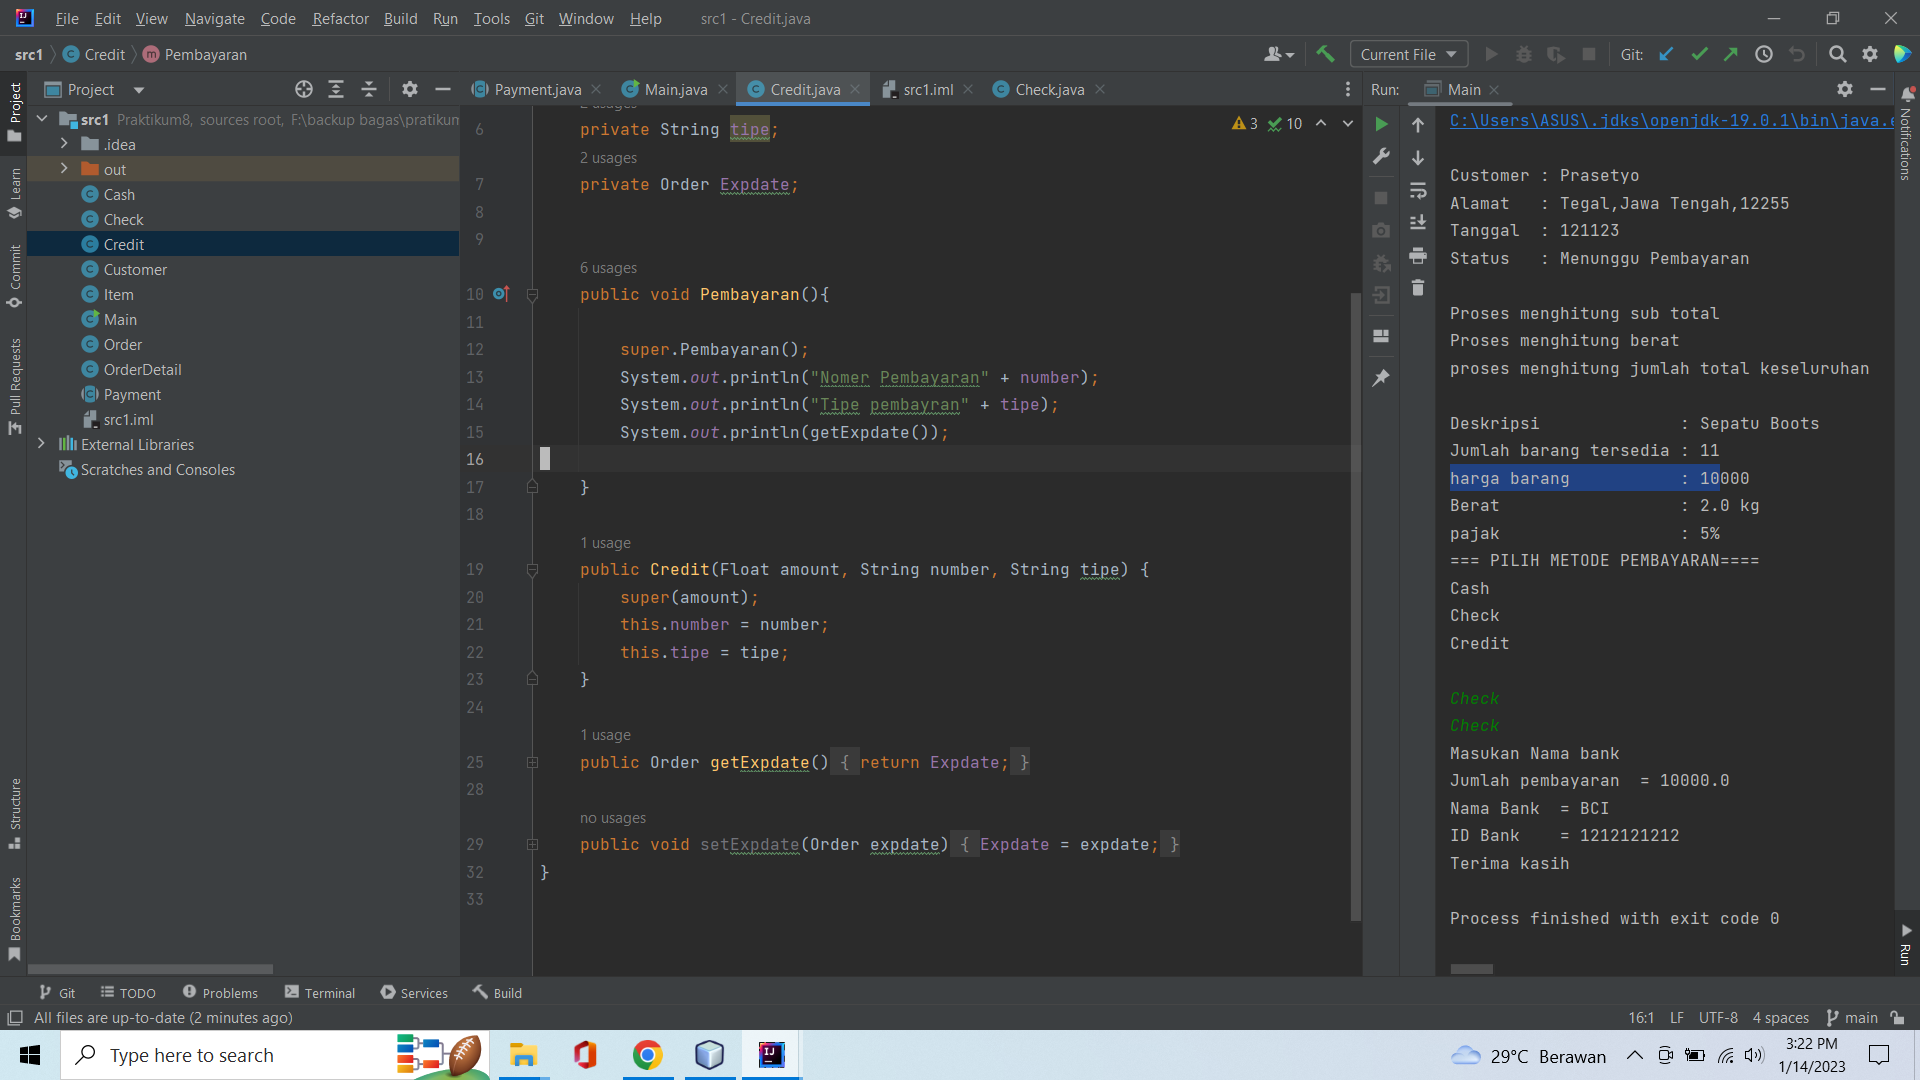 File Edit View Navigate Code Refactor Build Run Tools Git Window Help src1 - Credit.java
src1 Credit Pembayaran
Current File Git:
Project
Payment.java Main.java Credit.java src1.iml Check.java
Run: Main
src1 Praktikum8, sources root, F:\backup bagas\pratikum
.idea
out
Cash
Check
Credit
Customer
Item
Main
Order
OrderDetail
Payment
src1.iml
External Libraries
Scratches and Consoles
Project
Learn
Commit
Pull Requests
Structure
Bookmarks
2 usages
6 private String tipe;
3 10
2 usages
7 private Order Expdate;
8
9
6 usages
10 public void Pembayaran(){
11
12 super.Pembayaran();
13 System.out.println("Nomer Pembayaran" + number);
14 System.out.println("Tipe pembayran" + tipe);
15 System.out.println(getExpdate());
16
17 }
18
1 usage
19 public Credit(Float amount, String number, String tipe) {
20 super(amount);
21 this.number = number;
22 this.tipe = tipe;
23 }
24
1 usage
25 public Order getExpdate() { return Expdate; }
28
no usages
29 public void setExpdate(Order expdate) { Expdate = expdate; }
32 }
33
C:\Users\ASUS\.jdks\openjdk-19.0.1\bin\java.e
Customer : Prasetyo
Alamat : Tegal,Jawa Tengah,12255
Tanggal : 121123
Status : Menunggu Pembayaran
Proses menghitung sub total
Proses menghitung berat
proses menghitung jumlah total keseluruhan
Deskripsi : Sepatu Boots
Jumlah barang tersedia : 11
harga barang : 10000
Berat : 2.0 kg
pajak : 5%
=== PILIH METODE PEMBAYARAN====
Cash
Check
Credit
Check
Check
Masukan Nama bank
Jumlah pembayaran = 10000.0
Nama Bank = BCI
ID Bank = 1212121212
Terima kasih
Process finished with exit code 0
Notifications
Run
Git TODO Problems Terminal Services Build
All files are up-to-date (2 minutes ago)
16:1 LF UTF-8 4 spaces main
Type here to search
29°C Berawan
3:22 PM
1/14/2023